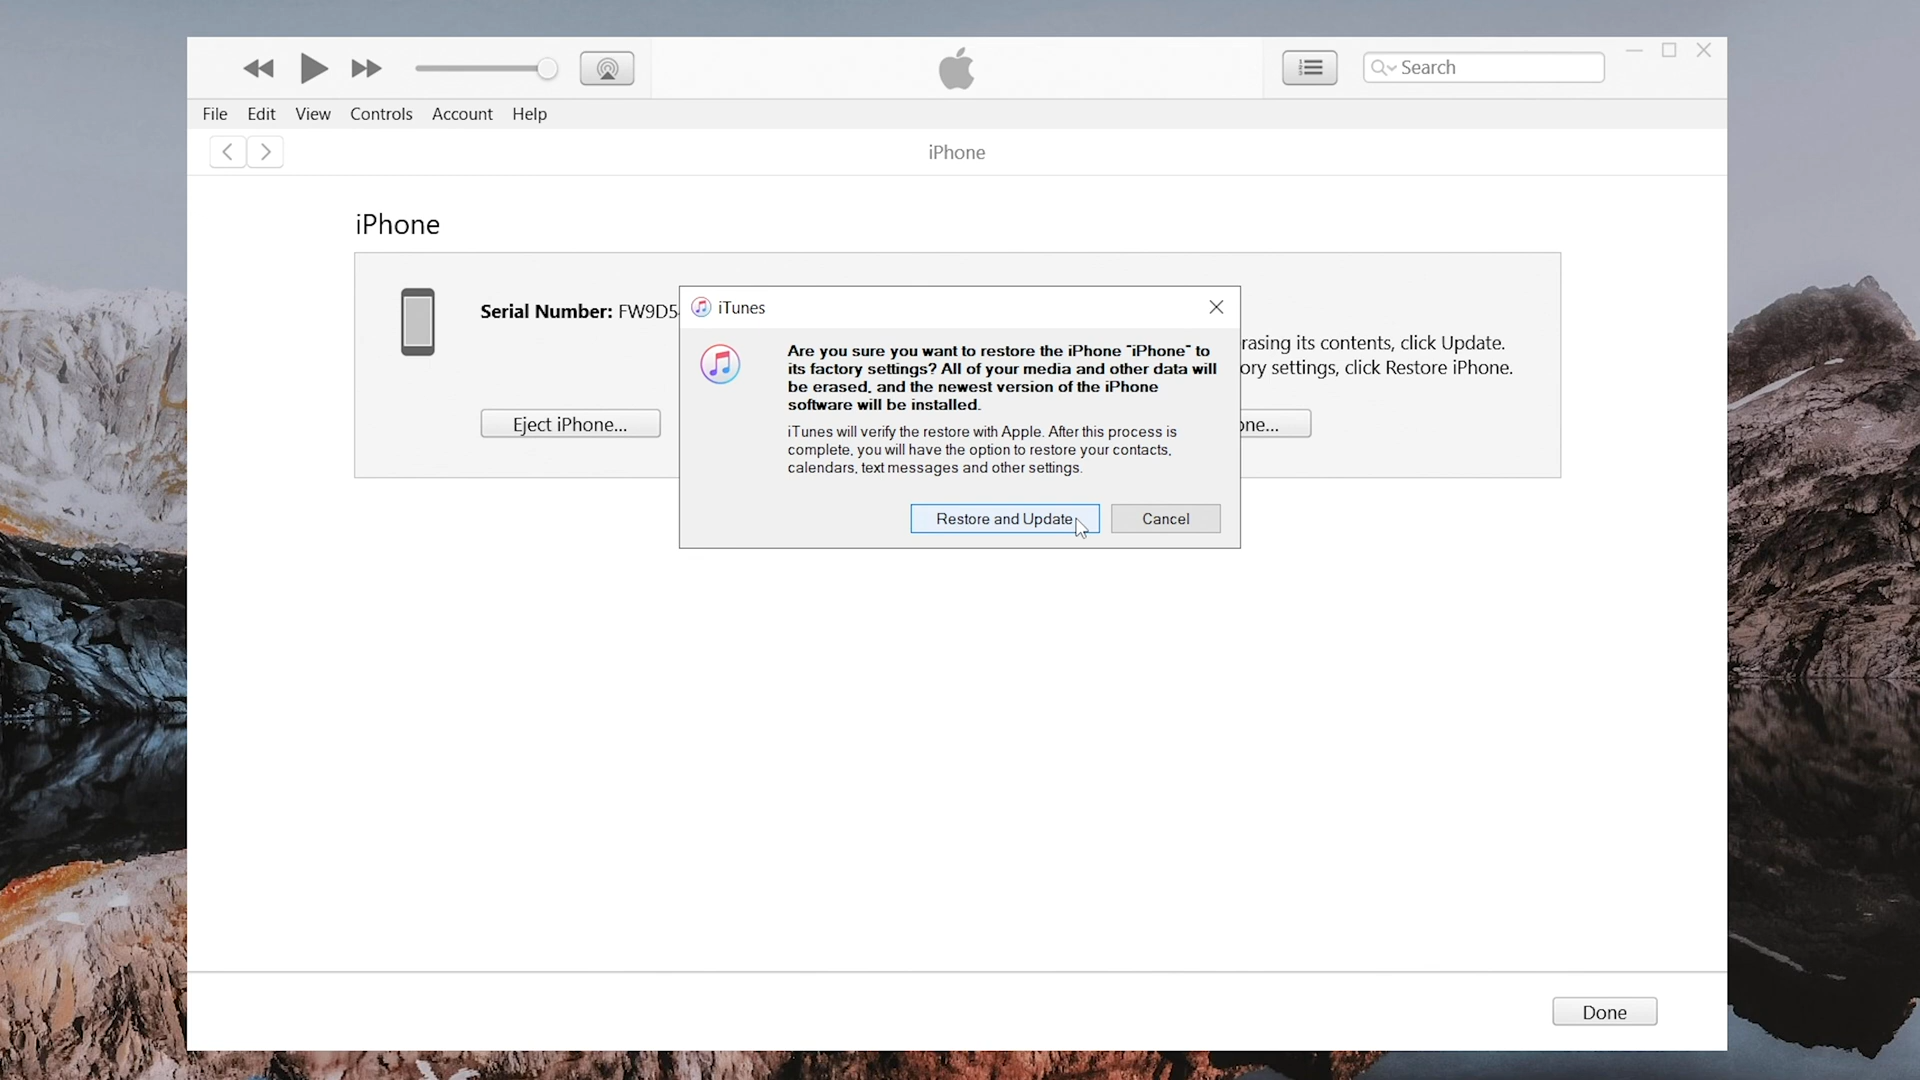 Search
File Edit View Controls Account Help
iPhone
iPhone
Serial Number: FW9D5
iTunes
Are you sure you want to restore the iPhone "iPhone" to
its factory settings? All of your media and other data will
be erased, and the newest version of the iPhone
software will be installed.
iTunes will verify the restore with Apple. After this process is
complete, you will have the option to restore your contacts,
calendars, text messages and other settings.
Restore and Update
Cancel
its contents, click Update.
settings, click Restore iPhone.
Eject iPhone...
Done